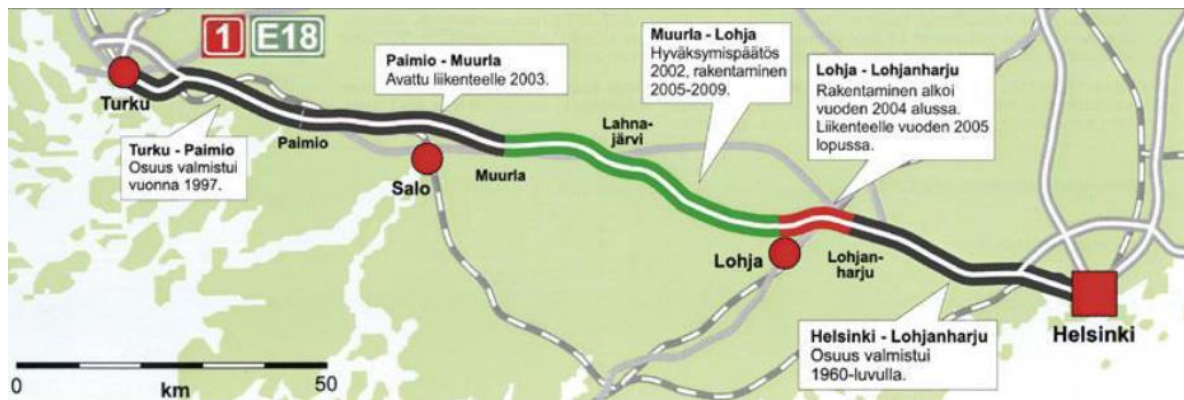 1 E18
Turku
Turku - Paimio
Osuus valmistui
vuonna 1997.
Paimio
Paimio - Muurla
Avattu liikenteelle 2003.
Salo
Muurla
Lahna-
järvi
Muurla - Lohja
Hyväksymispäätös
2002, rakentaminen
2005-2009.
Lohja - Lohjanharju
Rakentaminen alkoi
vuoden 2004 alussa.
Liikenteelle vuoden 2005
lopussa.
Lohja
Lohjan-
harju
Helsinki - Lohjanharju
Osuus valmistui
1960-luvulla.
Helsinki
0 50
km